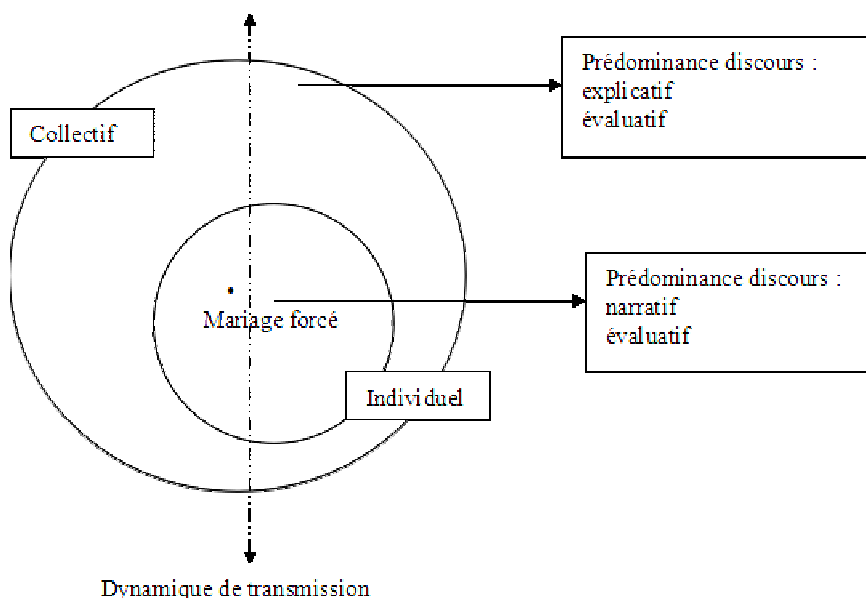 Prédominance discours :
explicatif
évaluatif
Collectif
Prédominance discours :
narratif
évaluatif
Mariage forcé
Individuel
Dynamique de transmission